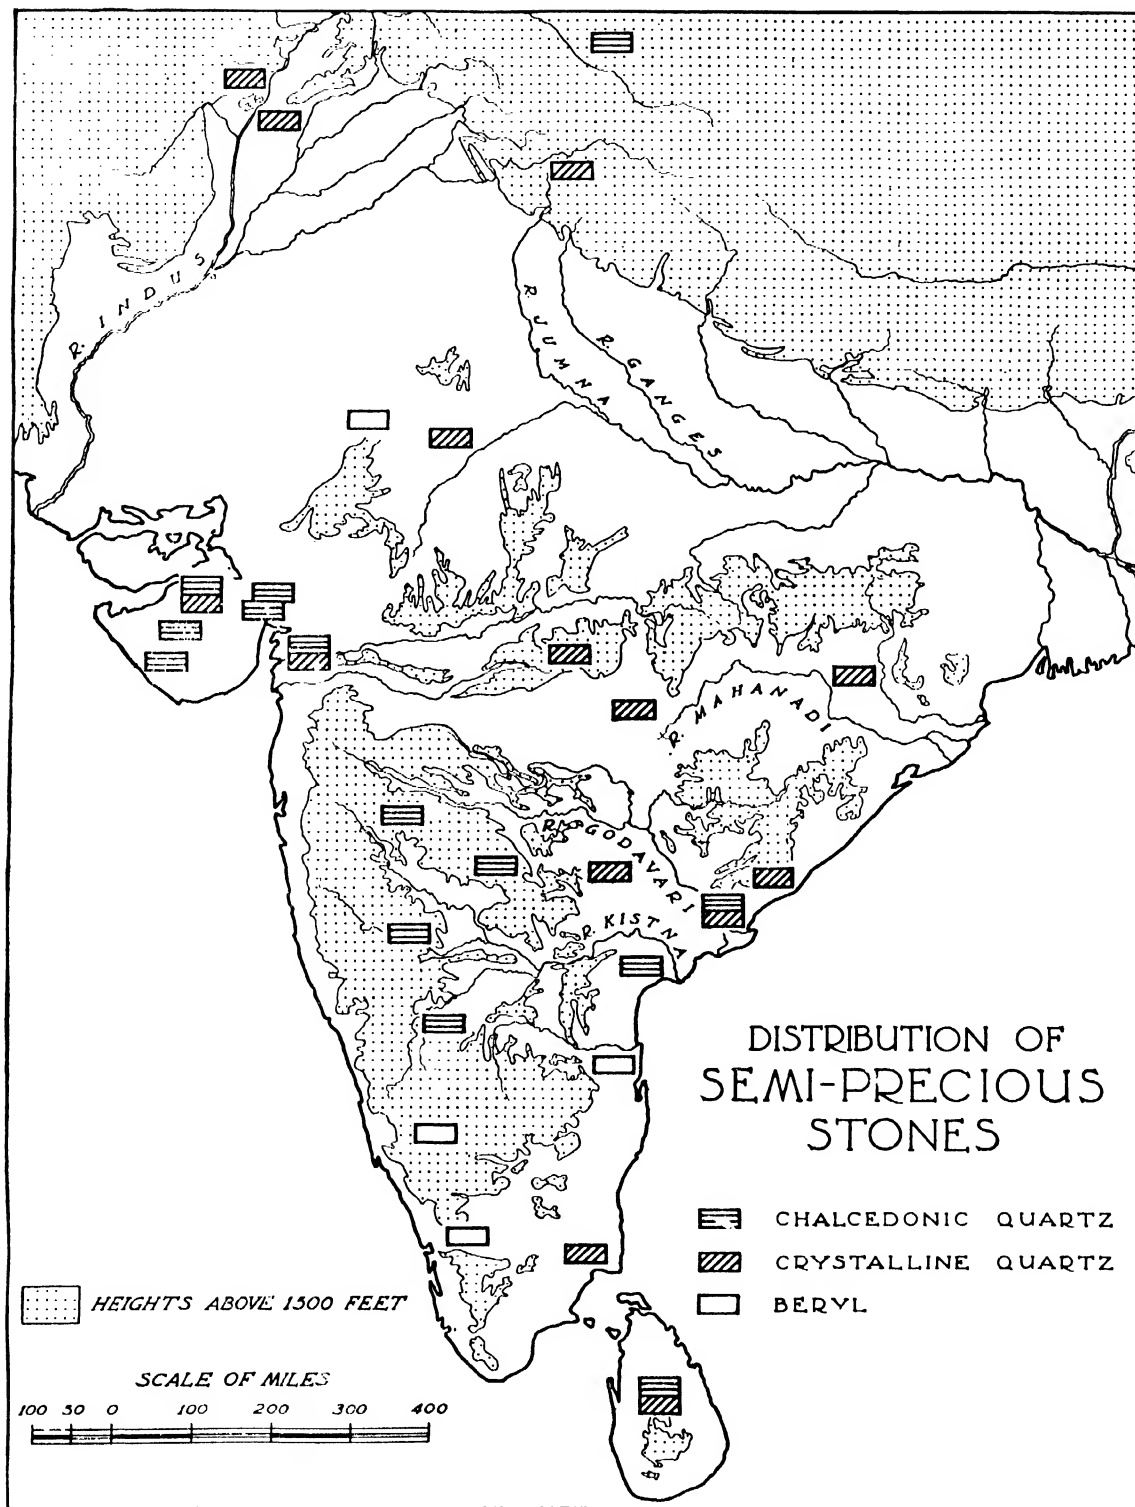 R. INDUS
R. JUMNA
R. GANGES
R. MAHANADI
R. GODAVARI
R. KISTNA
DISTRIBUTION OF
SEMI-PRECIOUS
STONES
CHALCEDONIC QUARTZ
CRYSTALLINE QUARTZ
BERYL
HEIGHTS ABOVE 1500 FEET
SCALE OF MILES
100 50 0 100 200 300 400